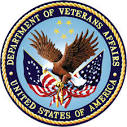 DEPARTMENT OF VETERANS AFFAIRS
UNITED STATES OF AMERICA